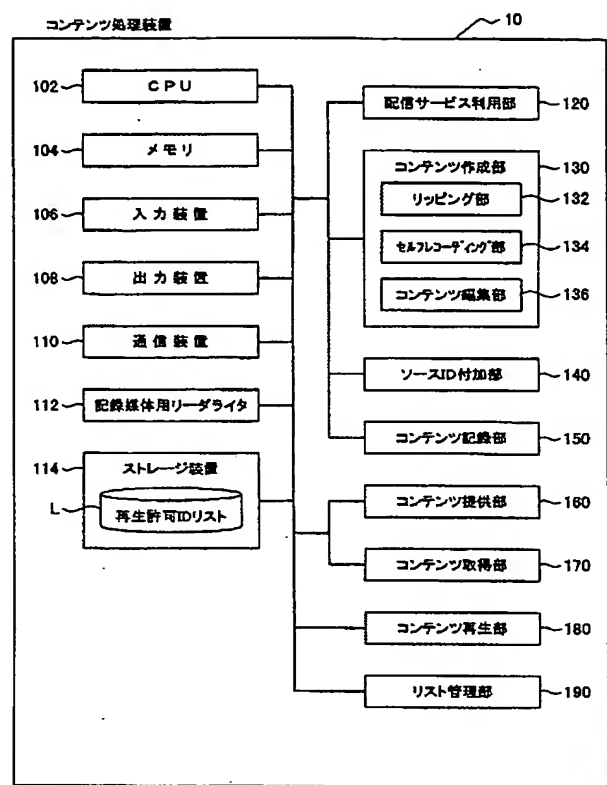 コンテンツ処理装置
10
102
CPU
104
メモリ
106
入力装置
108
出力装置
110
通信装置
112
記録媒体用リーダライタ
114
ストレージ装置
L
再生許可IDリスト
配信サービス利用部
120
コンテンツ作成部
130
リッピング部
132
セルフレコーディング部
134
コンテンツ編集部
136
ソースID付加部
140
コンテンツ記録部
150
コンテンツ提供部
160
コンテンツ取得部
170
コンテンツ再生部
180
リスト管理部
190